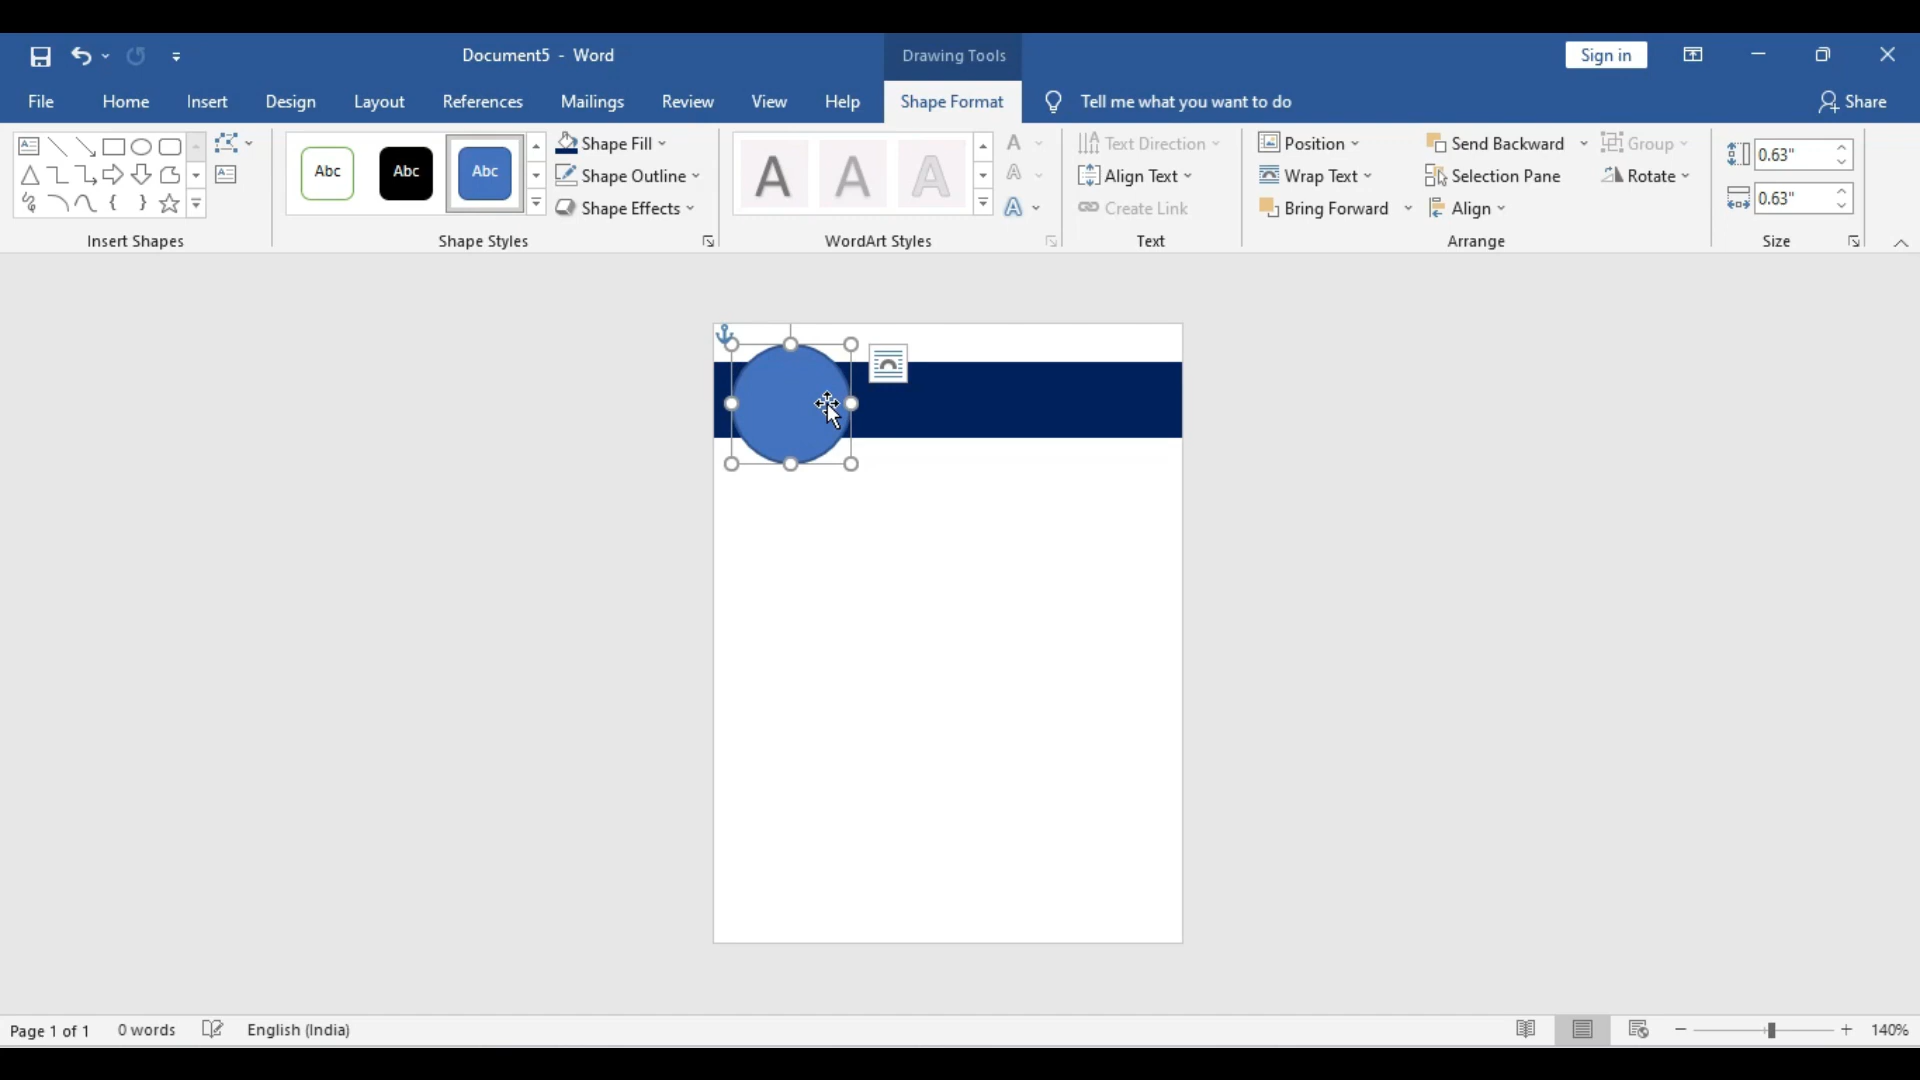 Document5 - Word
Drawing Tools
Sign in
File Home Insert Design Layout References Mailings Review View Help Shape Format Tell me what you want to do Share
Abc Abc Abc
Shape Fill
Shape Outline
Shape Effects
A A A
A
A
A
Text Direction
Align Text
Create Link
Position
Wrap Text
Bring Forward
Send Backward
Selection Pane
Align
Group
Rotate
0.63"
0.63"
Insert Shapes Shape Styles WordArt Styles Text Arrange Size
Page 1 of 1 0 words English (India) 140%